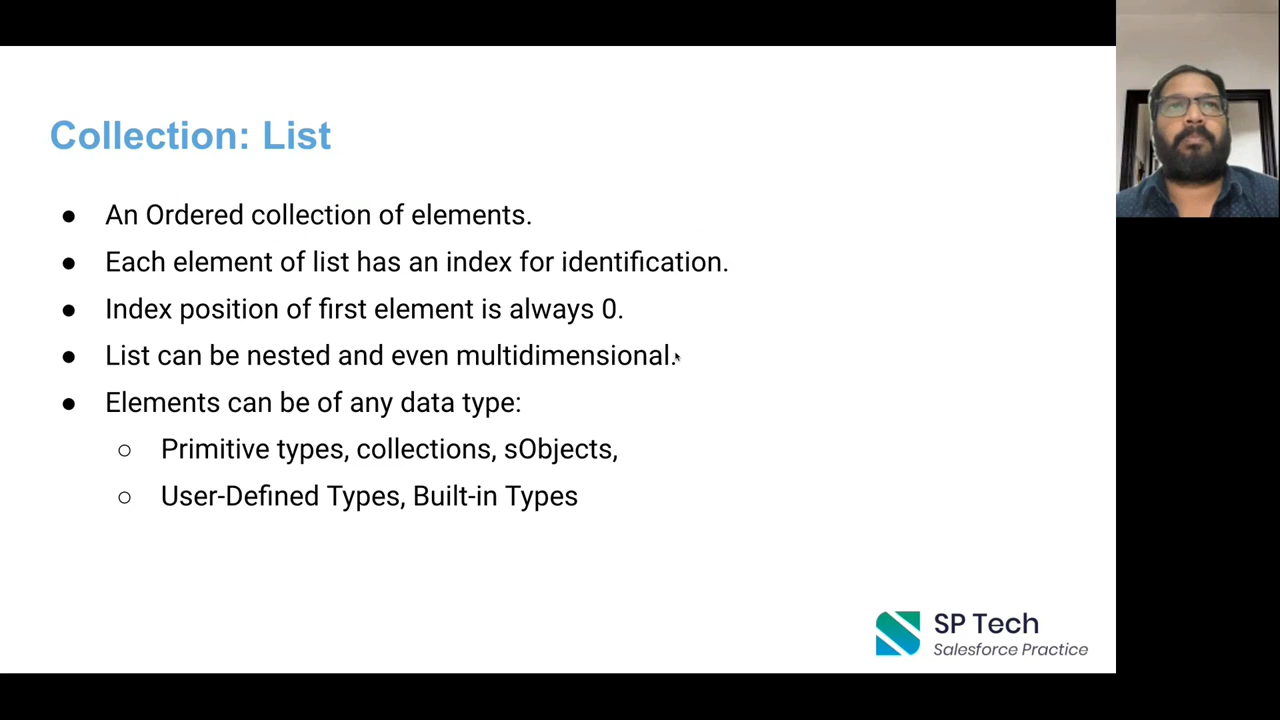 Collection: List
● An Ordered collection of elements.
● Each element of list has an index for identification.
● Index position of first element is always 0.
● List can be nested and even multidimensional.
● Elements can be of any data type:
○ Primitive types, collections, sObjects,
○ User-Defined Types, Built-in Types
SP Tech
Salesforce Practice